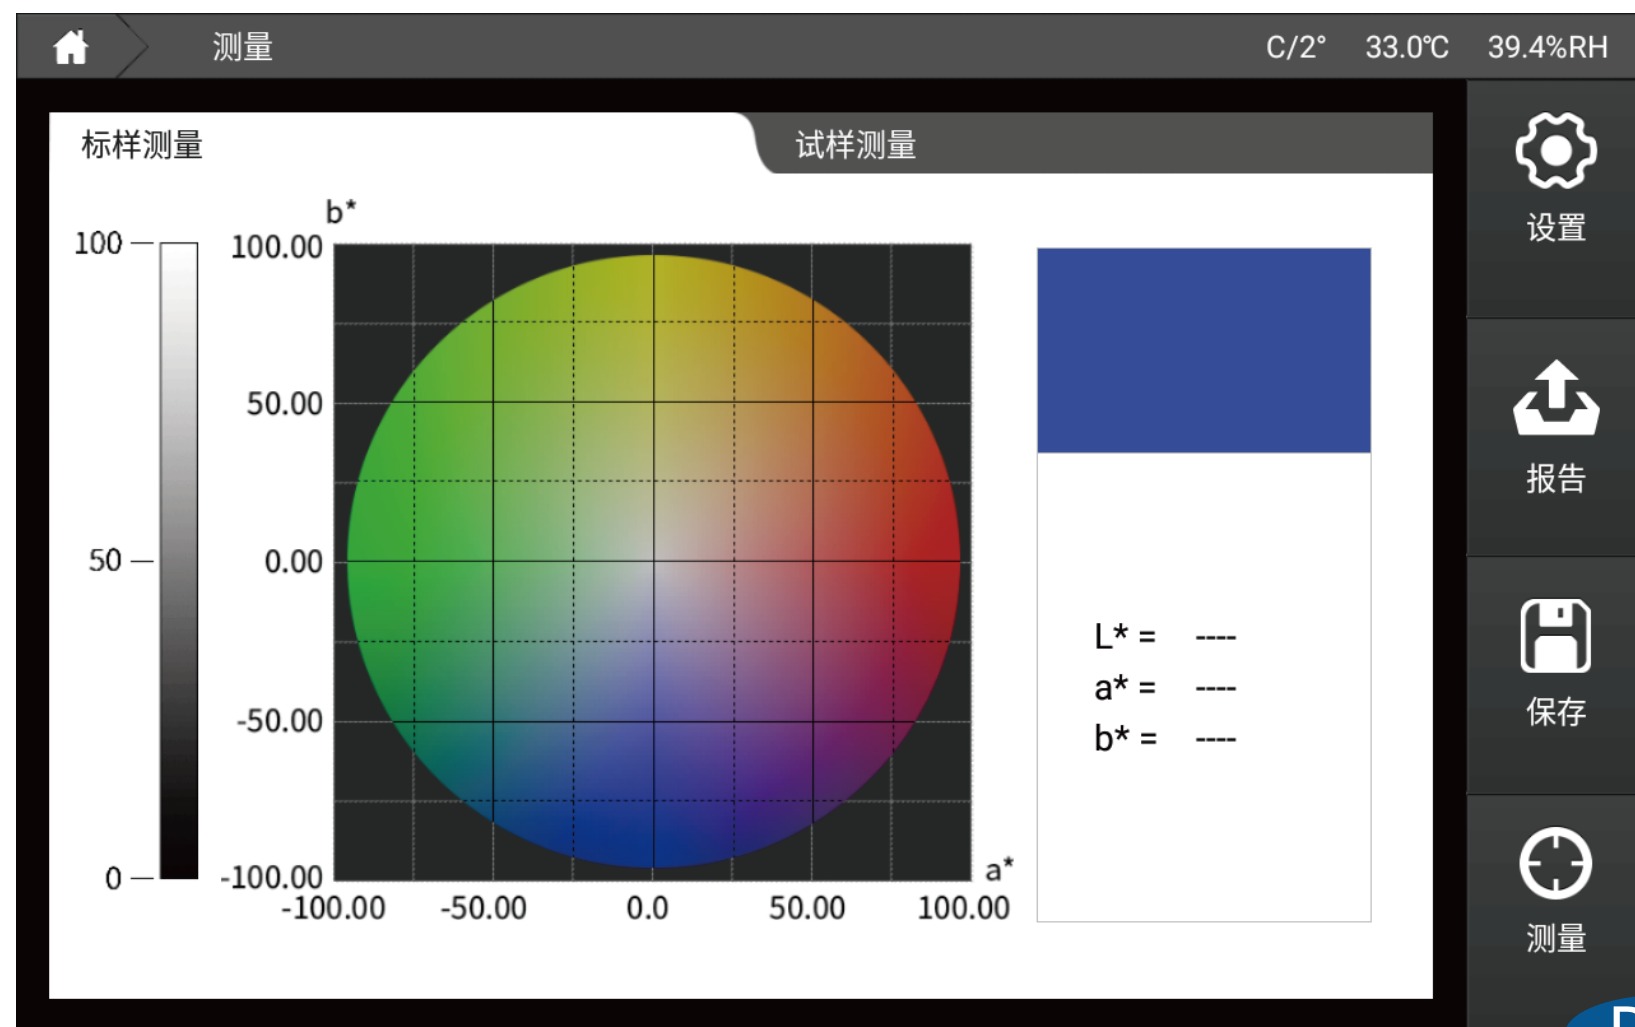 测量
C/2° 33.0℃ 39.4%RH
标样测量
试样测量
设置
报告
保存
测量
b*
100
50
0
100.00
50.00
0.00
-50.00
-100.00
-100.00 -50.00 0.0 50.00 100.00
a*
L* = ----
a* = ----
b* = ----